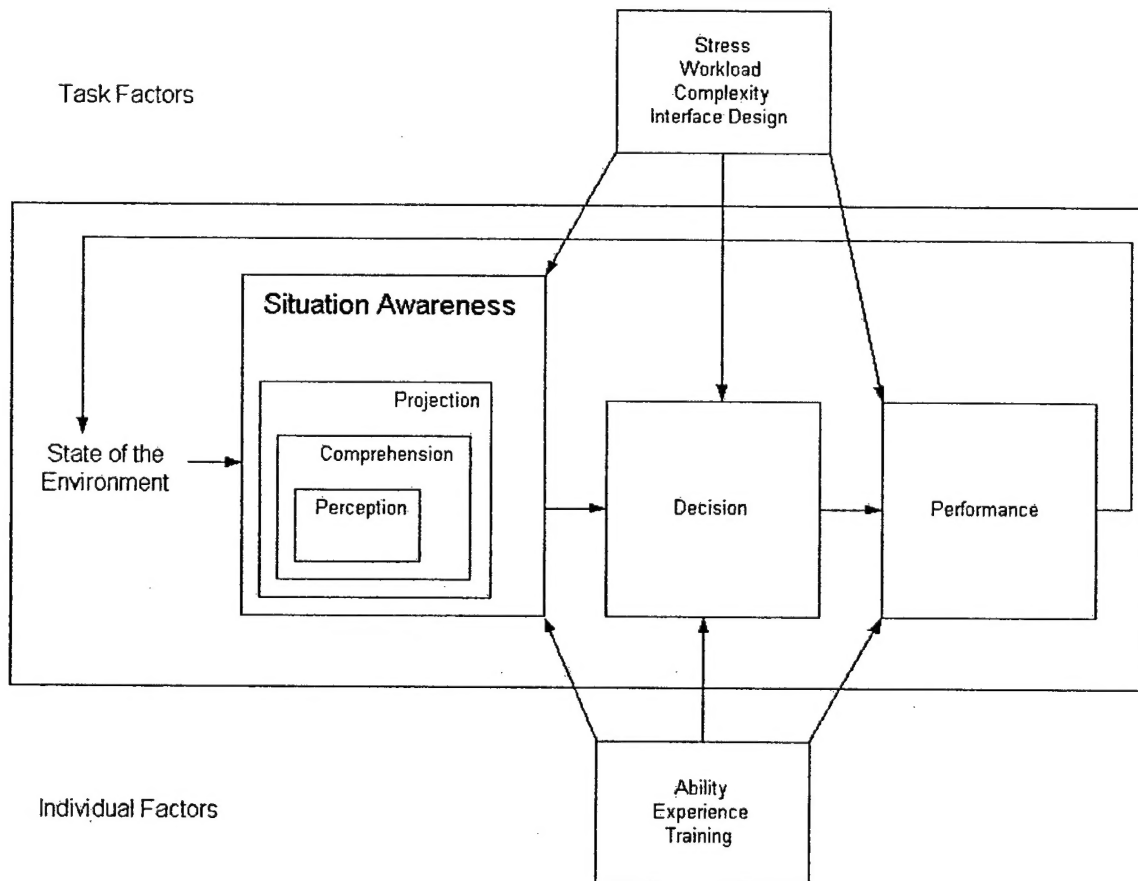 Stress
Workload
Complexity
Interface Design
Task Factors
Situation Awareness
Projection
Comprehension
Perception
State of the
Environment
Decision
Performance
Ability
Experience
Training
Individual Factors